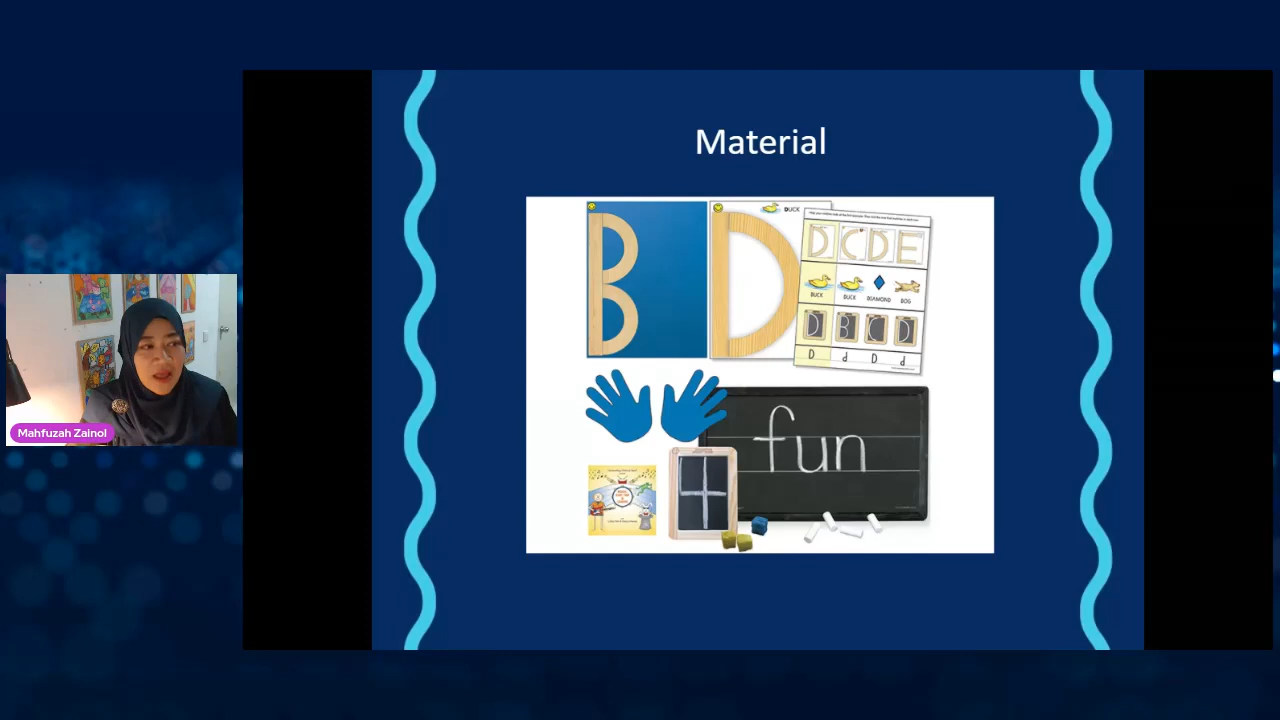 Material
DUCK
D C D E
DUCK DUCK DIAMOND DOG
D B C D
D d D d
fun
Mahfuzah Zainol